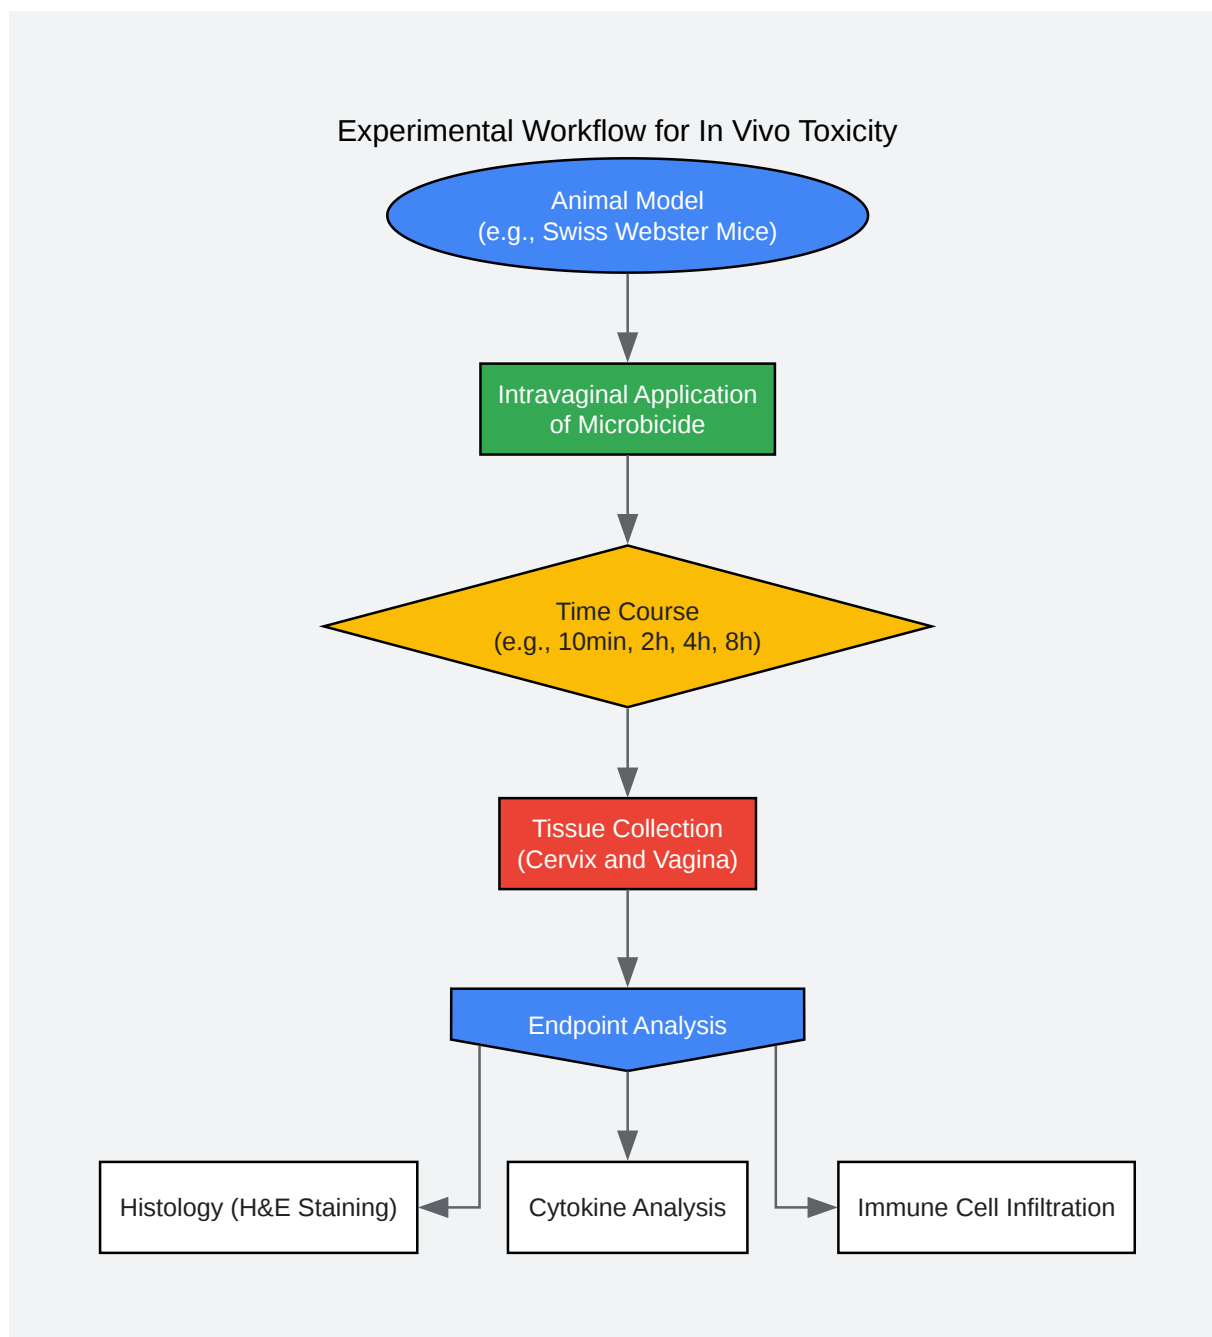 Experimental Workflow for In Vivo Toxicity
Animal Model
(e.g., Swiss Webster Mice)
Intravaginal Application
of Microbicide
Time Course
(e.g., 10min, 2h, 4h, 8h)
Tissue Collection
(Cervix and Vagina)
Endpoint Analysis
Histology (H&E Staining)
Cytokine Analysis
Immune Cell Infiltration